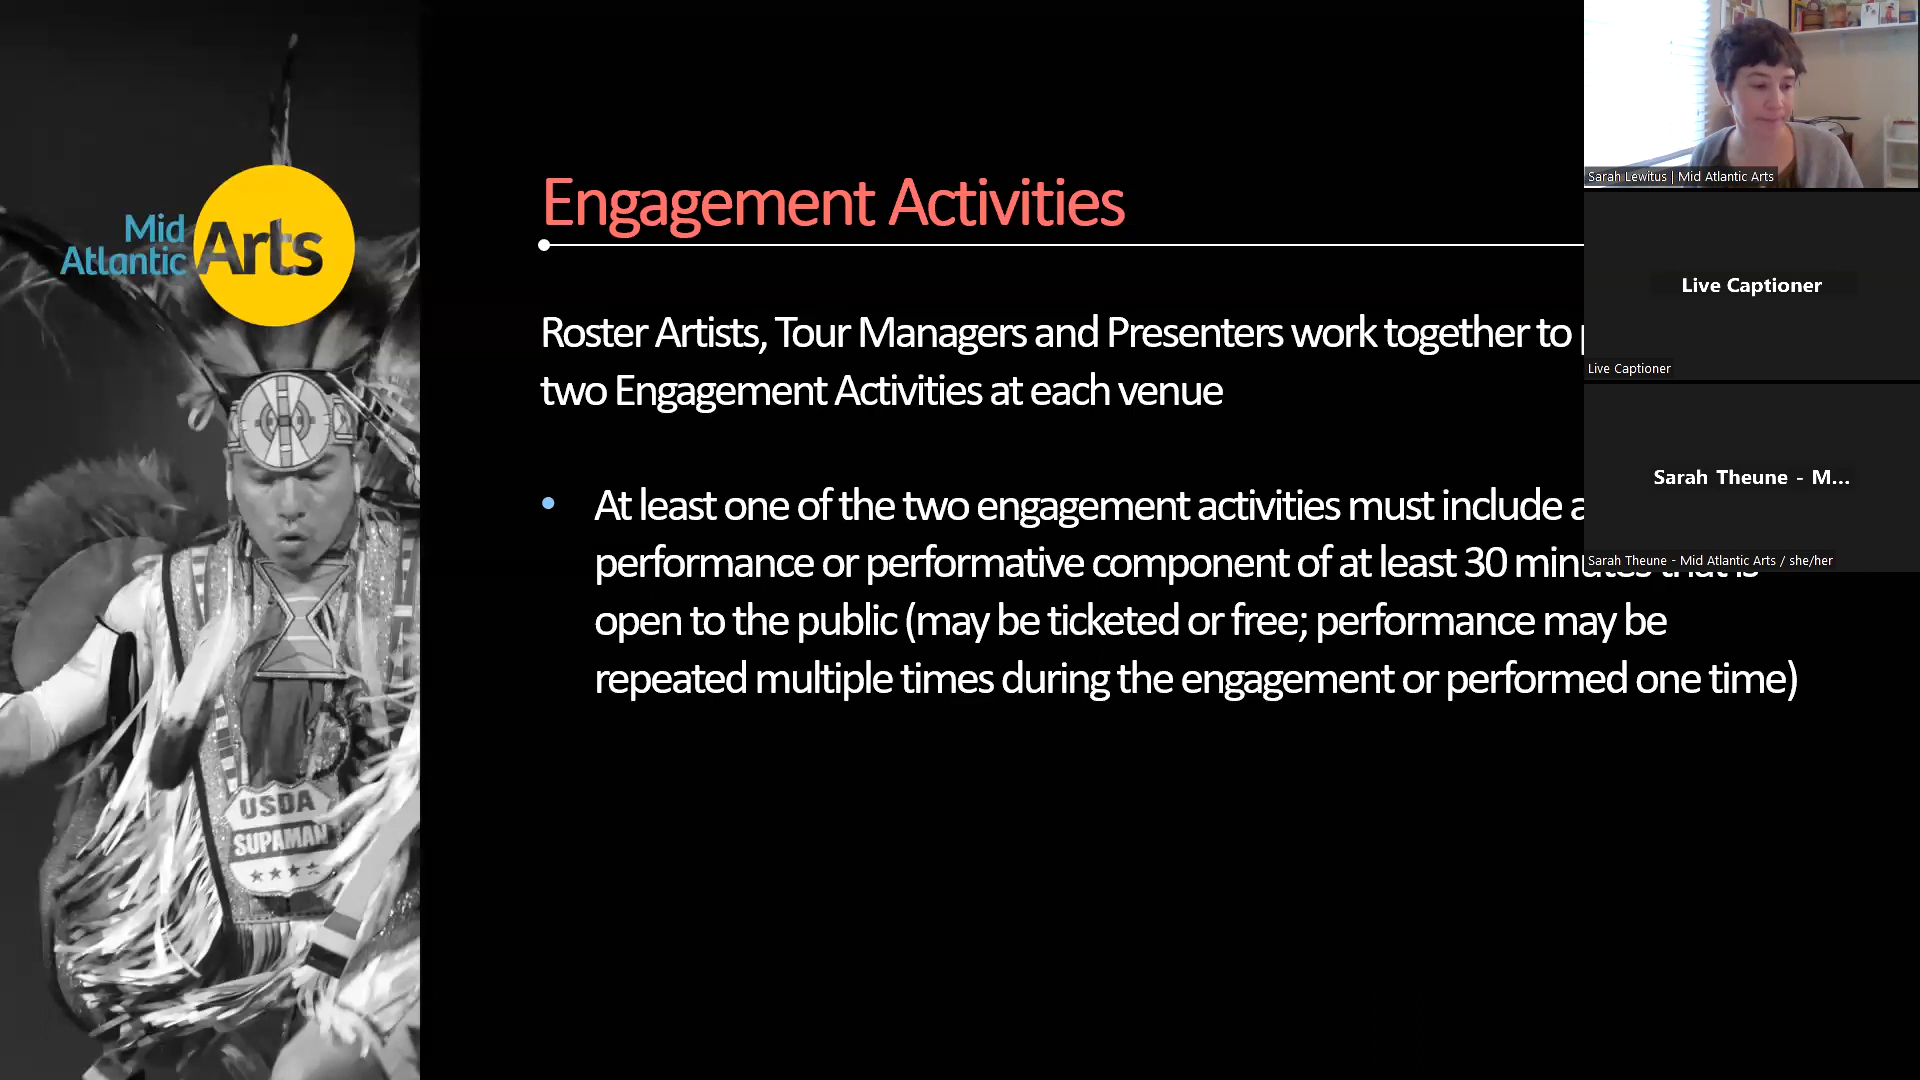 Mid
Atlantic
Arts
USDA
SUPAMAN
Engagement Activities
Roster Artists, Tour Managers and Presenters work together to
two Engagement Activities at each venue
• At least one of the two engagement activities must include a
performance or performative component of at least 30 minutes that is
open to the public (may be ticketed or free; performance may be
repeated multiple times during the engagement or performed one time)
Sarah Lewitus | Mid Atlantic Arts
Live Captioner
Live Captioner
Sarah Theune - M...
Sarah Theune - Mid Atlantic Arts / she/her